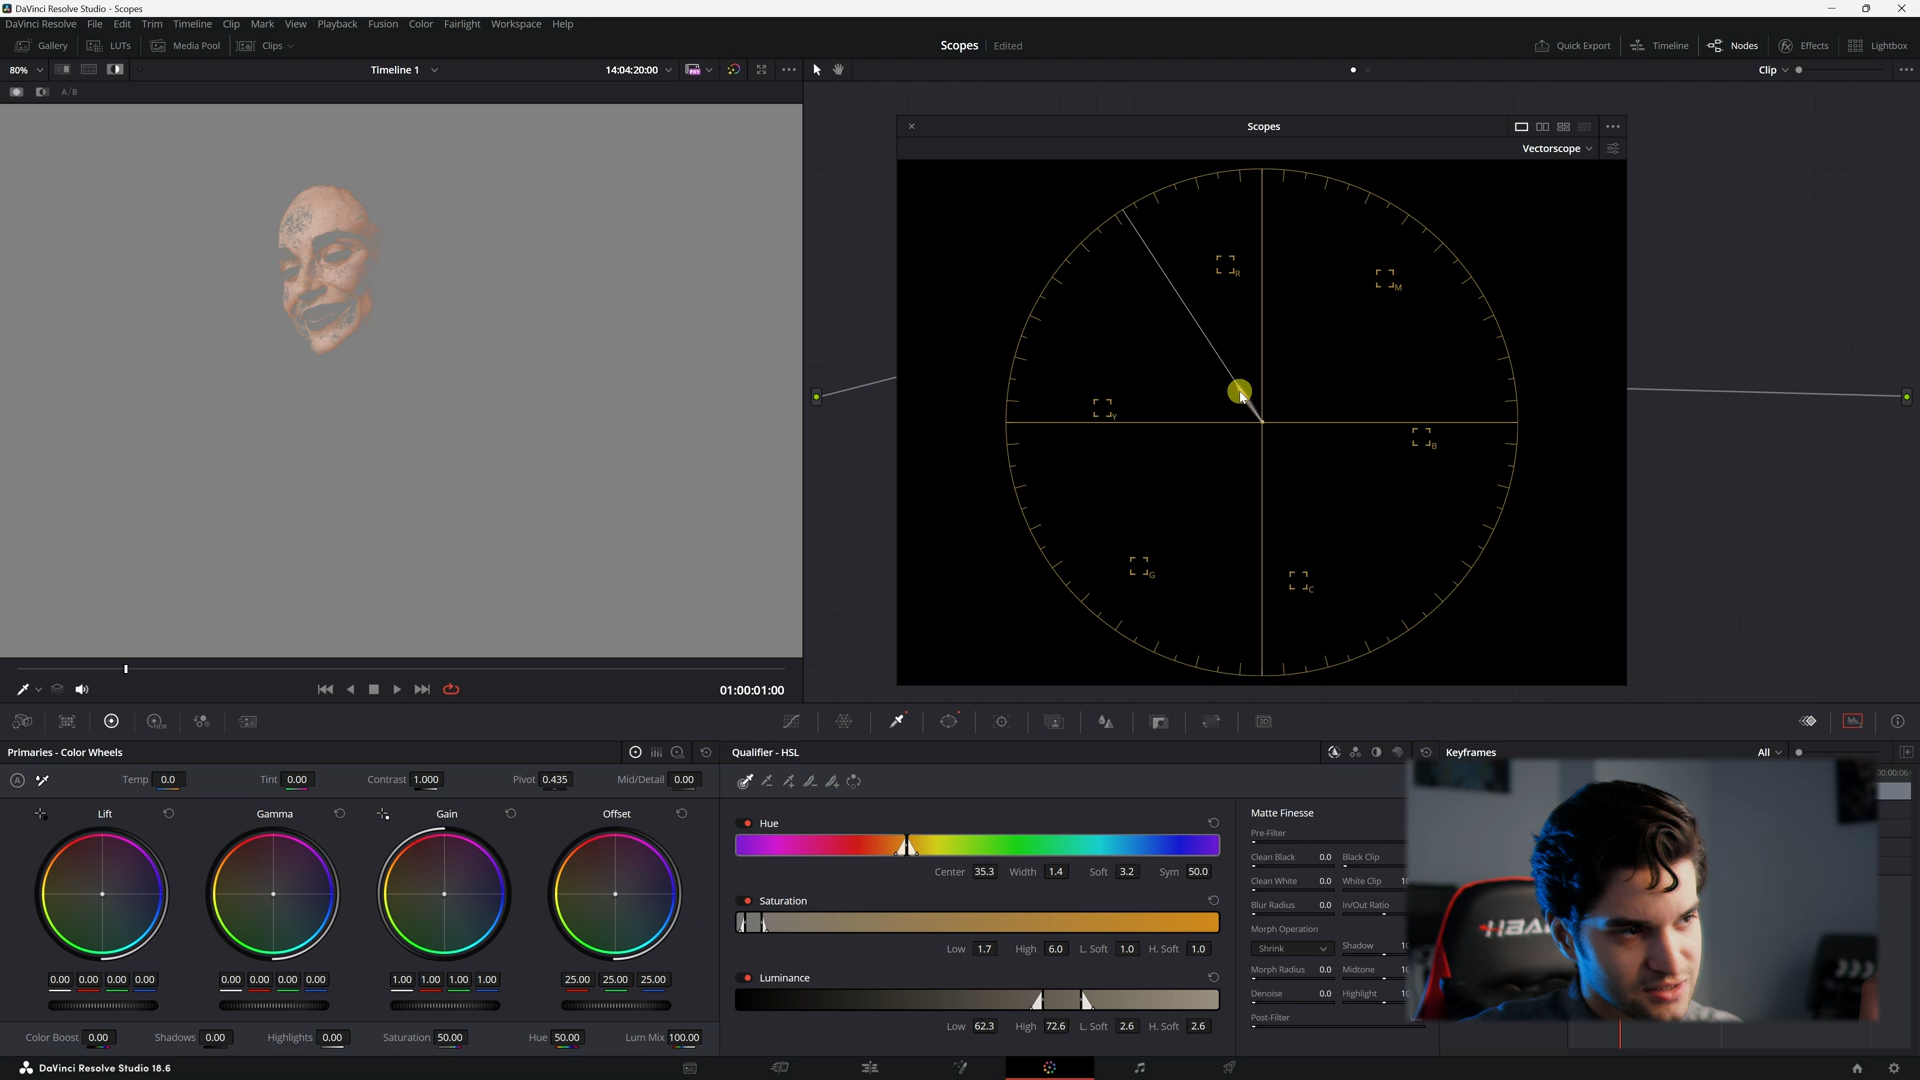 DaVinci Resolve Studio - Scopes
DaVinci Resolve File Edit Trim Timeline Clip Mark View Playback Fusion Color Fairlight Workspace Help
Gallery LUTs Media Pool Clips Scopes Edited Quick Export Timeline Nodes Effects Lightbox
80% Timeline 1 14:04:20:00 Clip
A/B
Scopes
Vectorscope
R
M
Y
B
G
C
01:00:01:00
HDR
3D
Primaries - Color Wheels
Qualifier - HSL
Keyframes All
Temp 0.0 Tint 0.00 Contrast 1.000 Pivot 0.435 Mid/Detail 0.00
00:00:06:
Lift Gamma Gain Offset
0.00 0.00 0.00 0.00 0.00 0.00 0.00 0.00 1.00 1.00 1.00 1.00 25.00 25.00 25.00
Color Boost 0.00 Shadows 0.00 Highlights 0.00 Saturation 50.00 Hue 50.00 Lum Mix 100.00
Hue
Center 35.3 Width 1.4 Soft 3.2 Sym 50.0
Saturation
Low 1.7 High 6.0 L. Soft 1.0 H. Soft 1.0
Luminance
Low 62.3 High 72.6 L. Soft 2.6 H. Soft 2.6
Matte Finesse
Pre-Filter
Clean Black 0.0 Black Clip
Clean White 0.0 White Clip 10
Blur Radius 0.0 In/Out Ratio
Morph Operation
Shrink Shadow 10
Morph Radius 0.0 Midtone 10
Denoise 0.0 Highlight 10
Post-Filter
DaVinci Resolve Studio 18.6